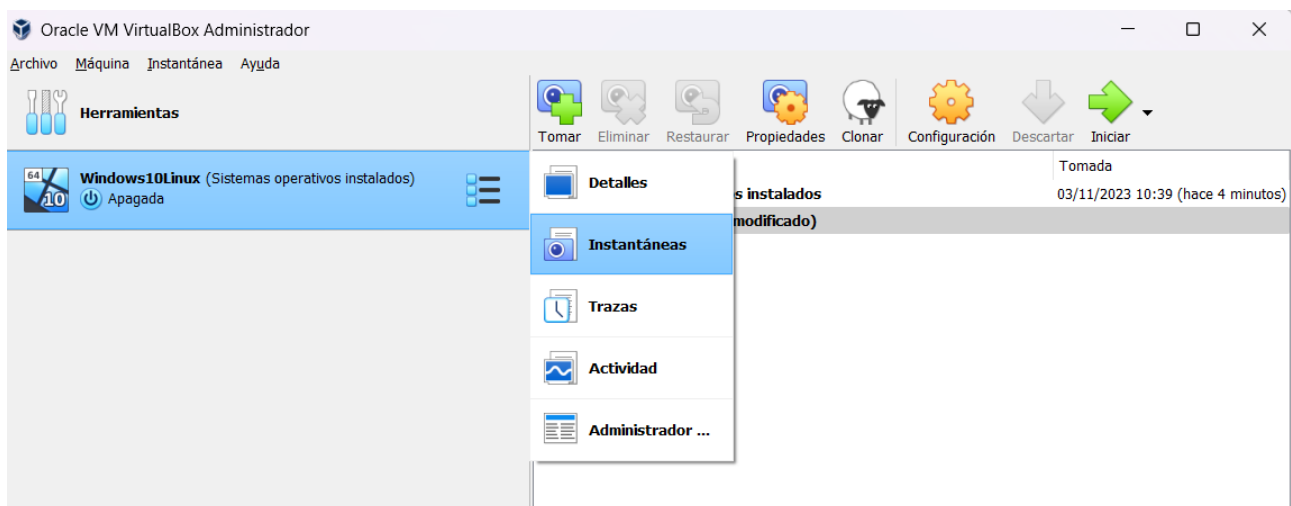 Oracle VM VirtualBox Administrador
Archivo Máquina Instantánea Ayuda
Herramientas
Tomar Eliminar Restaurar Propiedades Clonar Configuración Descartar Iniciar
64
10
Windows10Linux (Sistemas operativos instalados)
Apagada
Detalles
Instantáneas
Trazas
Actividad
Administrador ...
Tomada
s instalados 03/11/2023 10:39 (hace 4 minutos)
modificado)